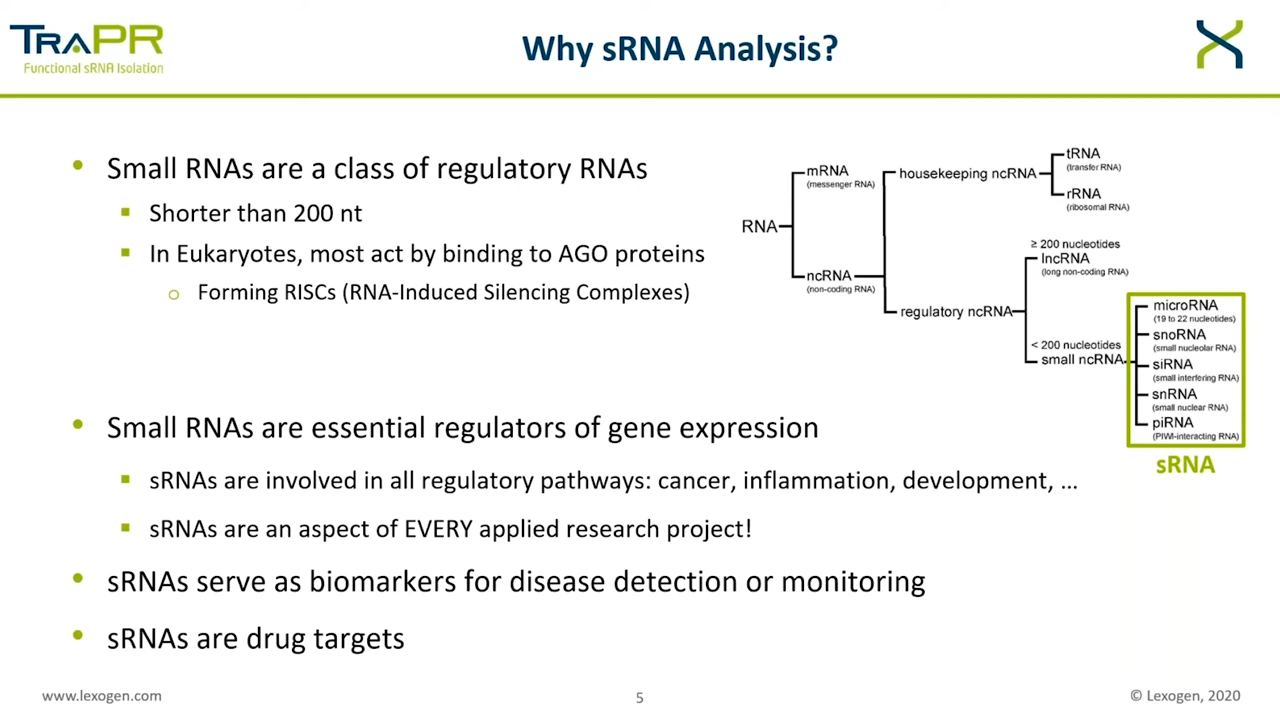 TRAPR
Functional sRNA Isolation
Why sRNA Analysis?
• Small RNAs are a class of regulatory RNAs
▪ Shorter than 200 nt
▪ In Eukaryotes, most act by binding to AGO proteins
o Forming RISCs (RNA-Induced Silencing Complexes)
• Small RNAs are essential regulators of gene expression
▪ sRNAs are involved in all regulatory pathways: cancer, inflammation, development, …
▪ sRNAs are an aspect of EVERY applied research project!
• sRNAs serve as biomarkers for disease detection or monitoring
• sRNAs are drug targets
RNA
mRNA
(messenger RNA)
ncRNA
(non-coding RNA)
housekeeping ncRNA
tRNA
(transfer RNA)
rRNA
(ribosomal RNA)
regulatory ncRNA
≥ 200 nucleotides
lncRNA
(long non-coding RNA)
< 200 nucleotides
small ncRNA
microRNA
(19 to 22 nucleotides)
snoRNA
(small nucleolar RNA)
siRNA
(small interfering RNA)
snRNA
(small nuclear RNA)
piRNA
(PIWI-interacting RNA)
sRNA
www.lexogen.com
5
© Lexogen, 2020